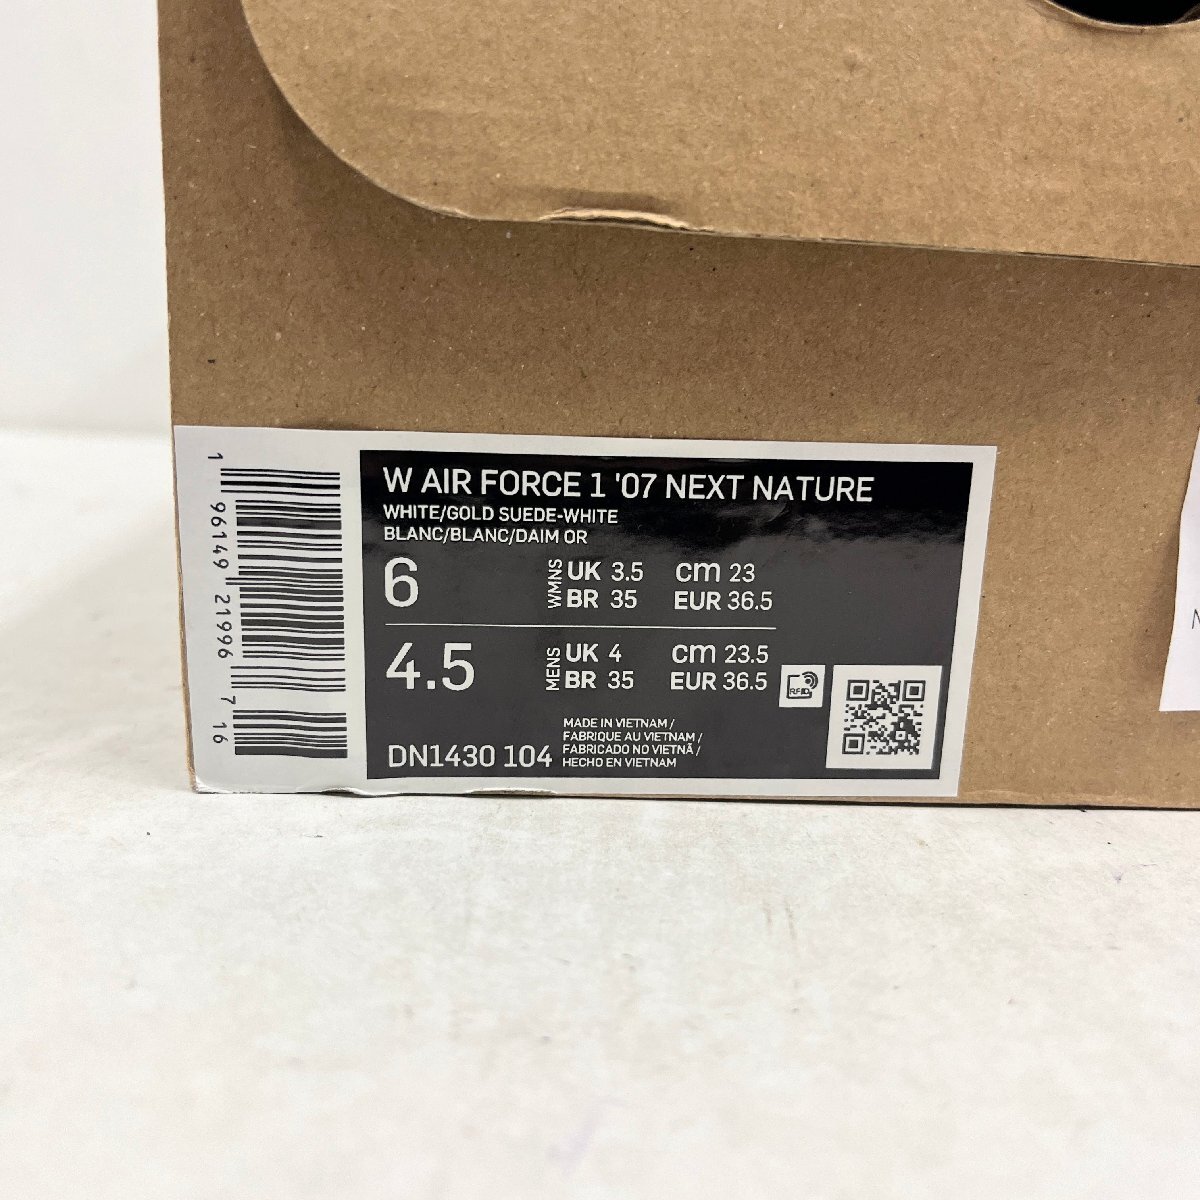 W AIR FORCE 1 '07 NEXT NATURE
WHITE/GOLD SUEDE-WHITE
BLANC/BLANC/DAIM OR
6 WMNS UK 3.5 cm 23
BR 35 EUR 36.5
4.5 MENS UK 4 cm 23.5
BR 35 EUR 36.5
RFID
DN1430 104
MADE IN VIETNAM /
FABRIQUE AU VIETNAM /
FABRICADO NO VIETNÃ /
HECHO EN VIETNAM
1 96149 21996 7 16
N